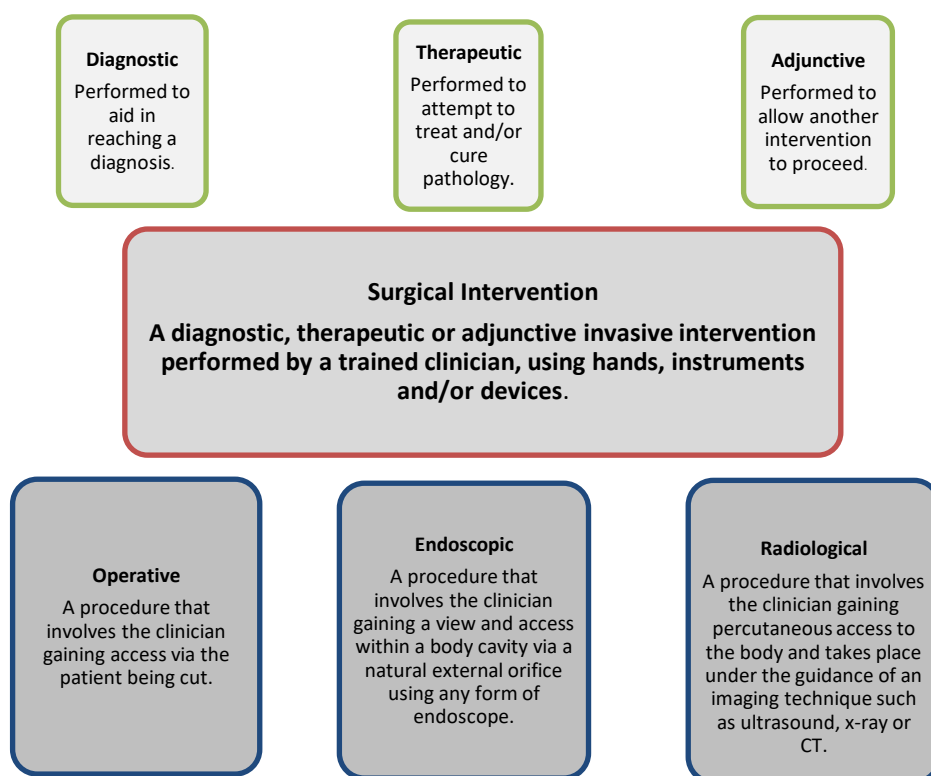 Diagnostic
Performed to
aid in
reaching a
diagnosis.
Therapeutic
Performed to
attempt to
treat and/or
cure
pathology.
Adjunctive
Performed to
allow another
intervention
to proceed.
Surgical Intervention
A diagnostic, therapeutic or adjunctive invasive intervention
performed by a trained clinician, using hands, instruments
and/or devices.
Operative
A procedure that
involves the clinician
gaining access via the
patient being cut.
Endoscopic
A procedure that
involves the clinician
gaining a view and access
within a body cavity via a
natural external orifice
using any form of
endoscope.
Radiological
A procedure that involves
the clinician gaining
percutaneous access to
the body and takes place
under the guidance of an
imaging technique such
as ultrasound, x-ray or
CT.